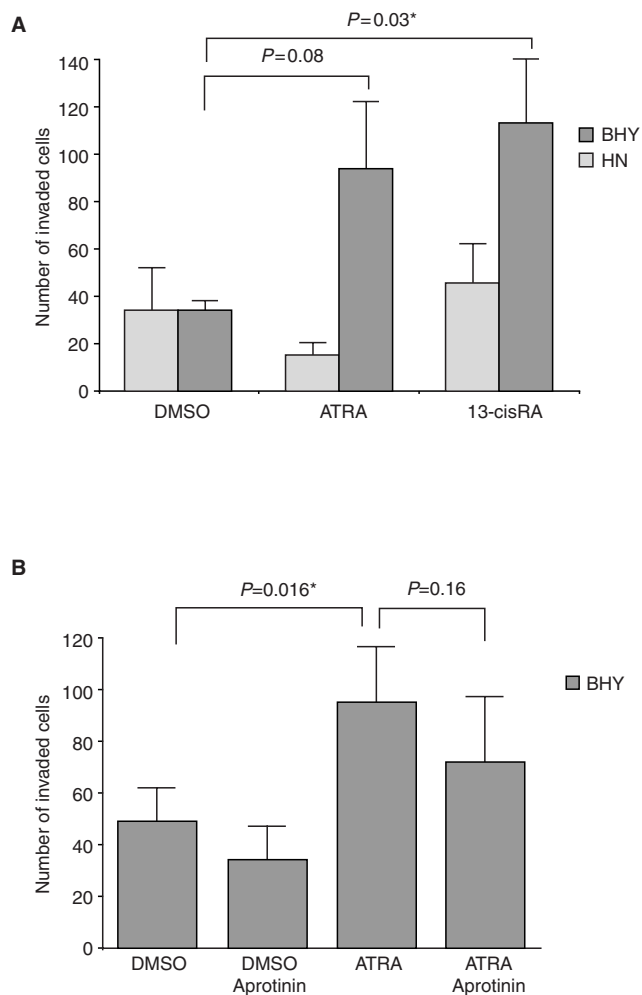 A
P=0.03*
P=0.08
140
120
100
80
60
40
20
0
Number of invaded cells
BHY
HN
DMSO
ATRA
13-cisRA
B
P=0.016*
P=0.16
120
100
80
60
40
20
0
Number of invaded cells
BHY
DMSO
DMSO
Aprotinin
ATRA
ATRA
Aprotinin